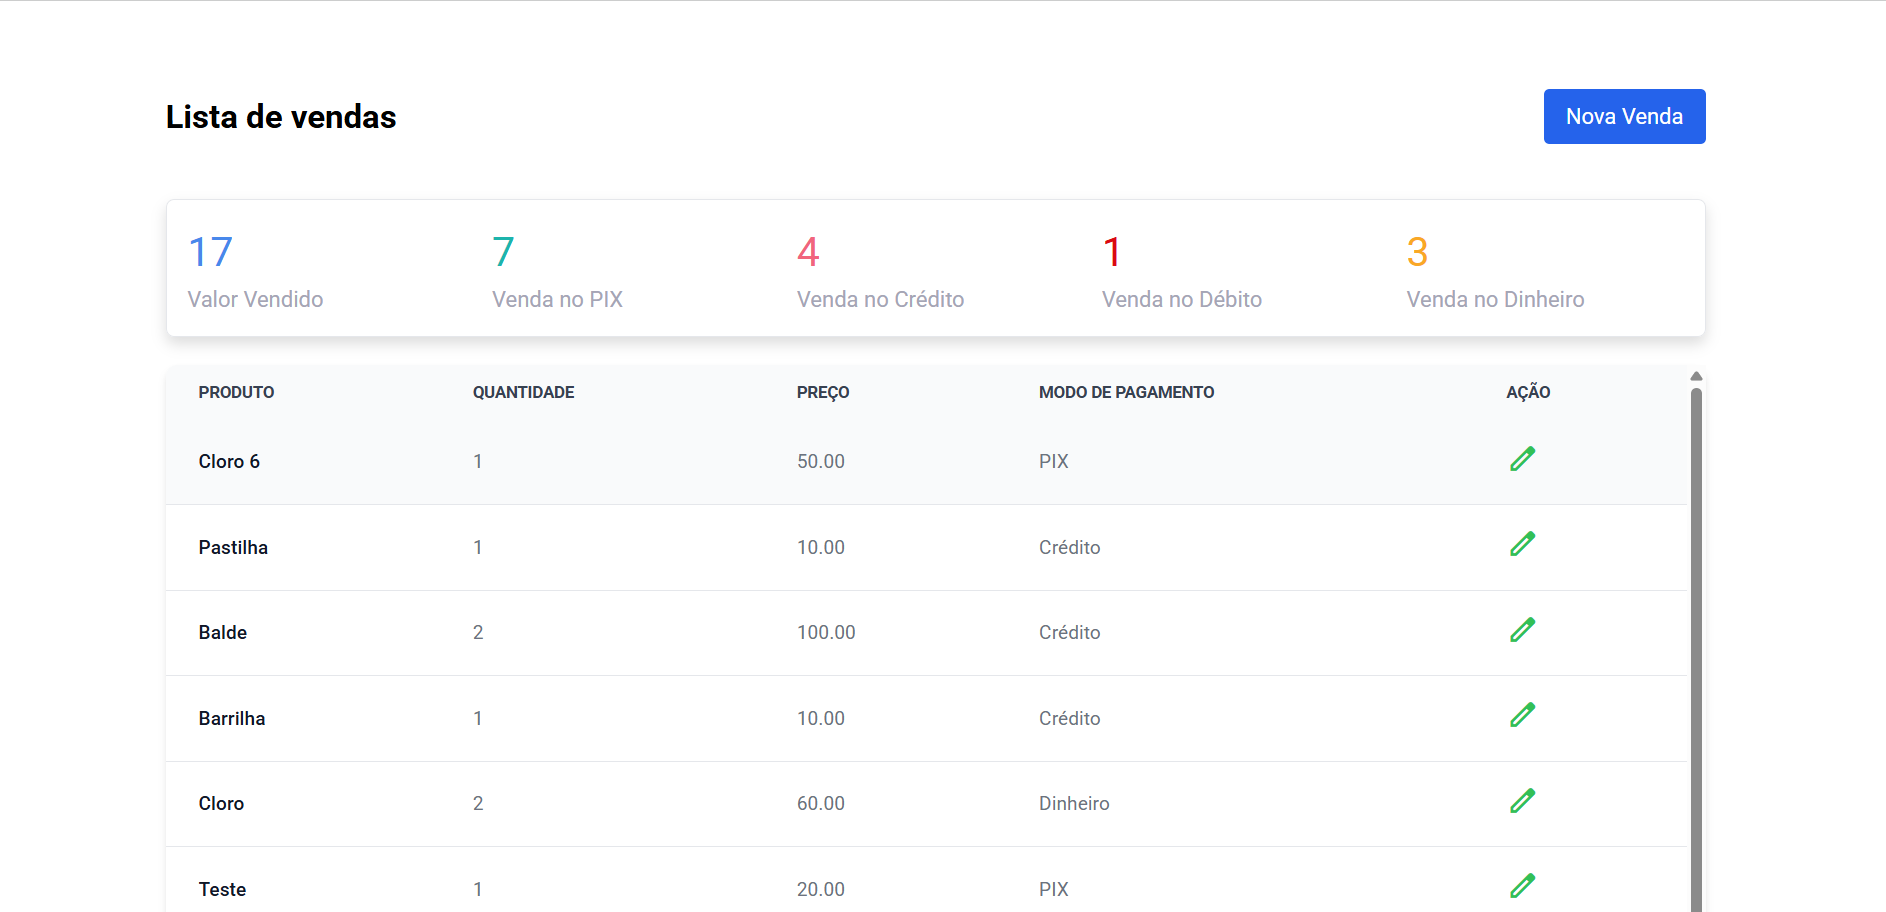 Lista de vendas
Nova Venda
17 7 4 1 3
Valor Vendido Venda no PIX Venda no Crédito Venda no Débito Venda no Dinheiro
PRODUTO QUANTIDADE PREÇO MODO DE PAGAMENTO AÇÃO
Cloro 6 1 50.00 PIX
Pastilha 1 10.00 Crédito
Balde 2 100.00 Crédito
Barrilha 1 10.00 Crédito
Cloro 2 60.00 Dinheiro
Teste 1 20.00 PIX